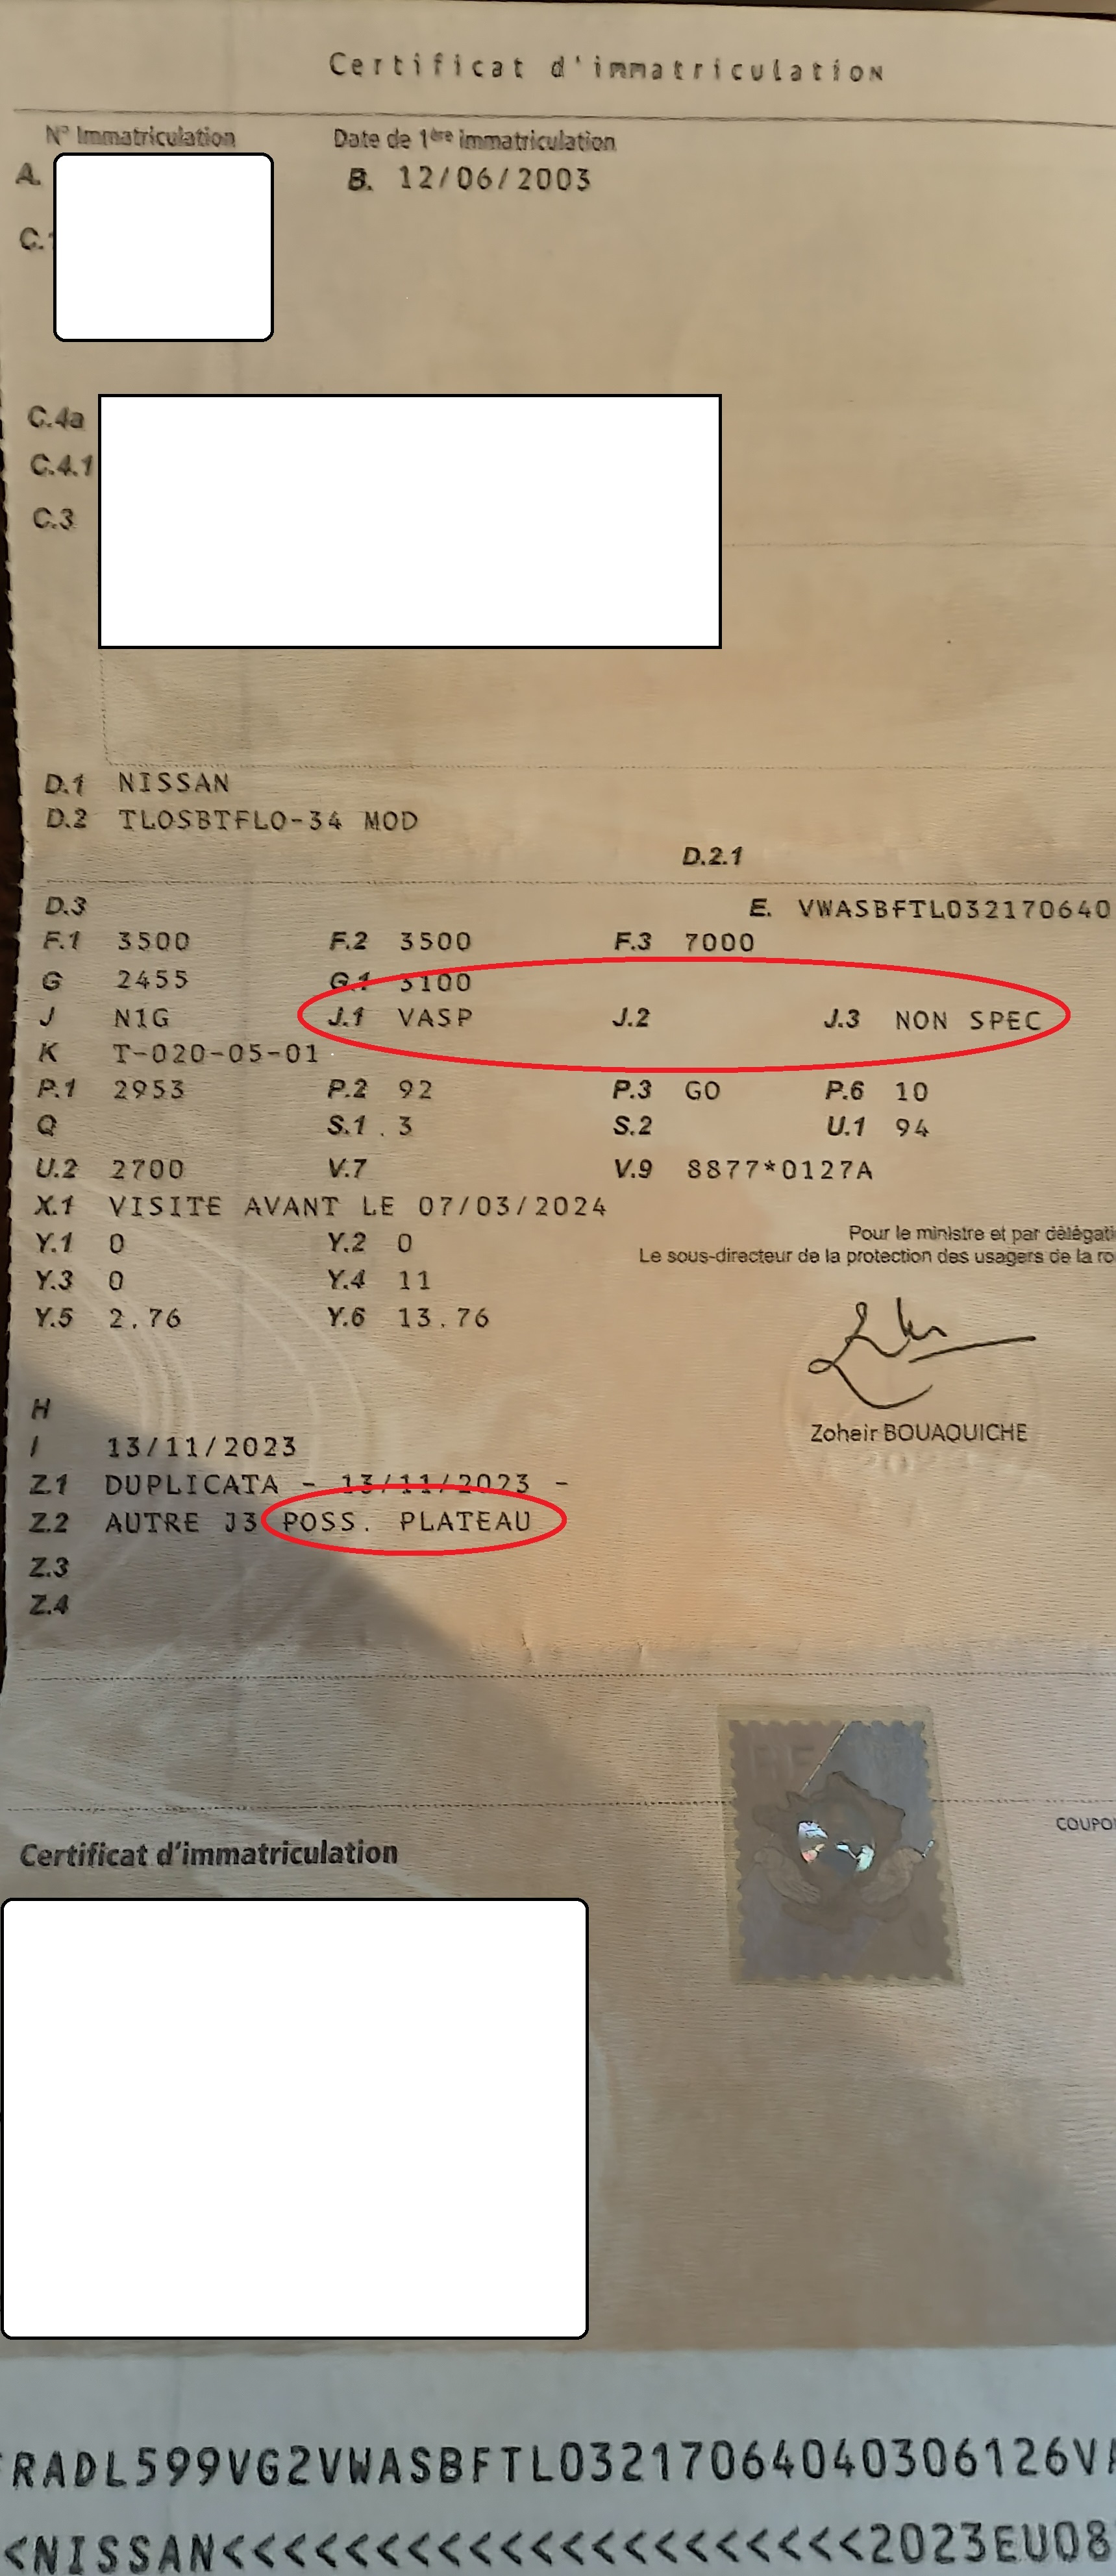 Certificat d'immatriculation
N° Immatriculation Date de 1ère immatriculation
A. B. 12/06/2003
C.1
C.4a
C.4.1
C.3
D.1 NISSAN
D.2 TLOSBTFLO-34 MOD
D.2.1
D.3 E. VWASBFTL032170640
F.1 3500 F.2 3500 F.3 7000
G 2455 G.1 3100
J N1G J.1 VASP J.2 J.3 NON SPEC
K T-020-05-01
P.1 2953 P.2 92 P.3 GO P.6 10
Q S.1 3 S.2 U.1 94
U.2 2700 V.7 V.9 8877*0127A
X.1 VISITE AVANT LE 07/03/2024
Y.1 0 Y.2 0
Pour le ministre et par délégati
Le sous-directeur de la protection des usagers de la ro
Y.3 0 Y.4 11
Y.5 2.76 Y.6 13.76
H
Zoheir BOUAQUICHE
I 13/11/2023
Z.1 DUPLICATA - 13/11/2023 -
Z.2 AUTRE J3 POSS. PLATEAU
Z.3
Z.4
COUPO
Certificat d'immatriculation
RADL599VG2VWASBFTL03217064040306126VA
<NISSAN<<<<<<<<<<<<<<<<<<<<<<2023EU08